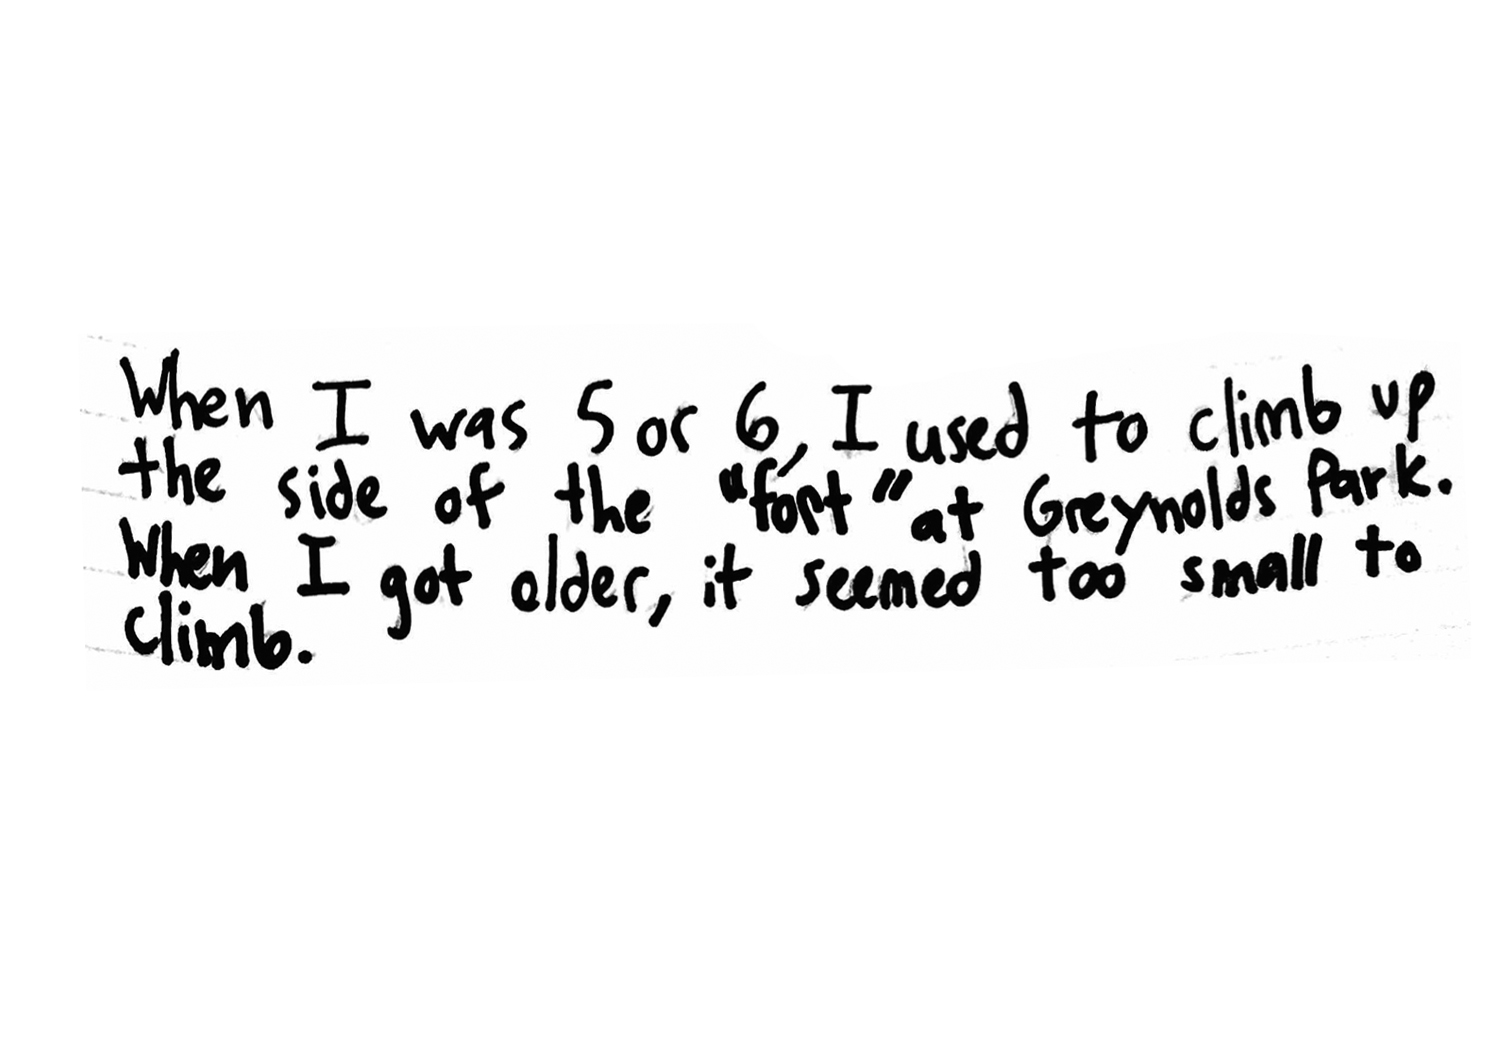 When I was 5 or 6, I used to climb up
the side of the "fort" at Greynolds Park.
When I got older, it seemed too small to
climb.